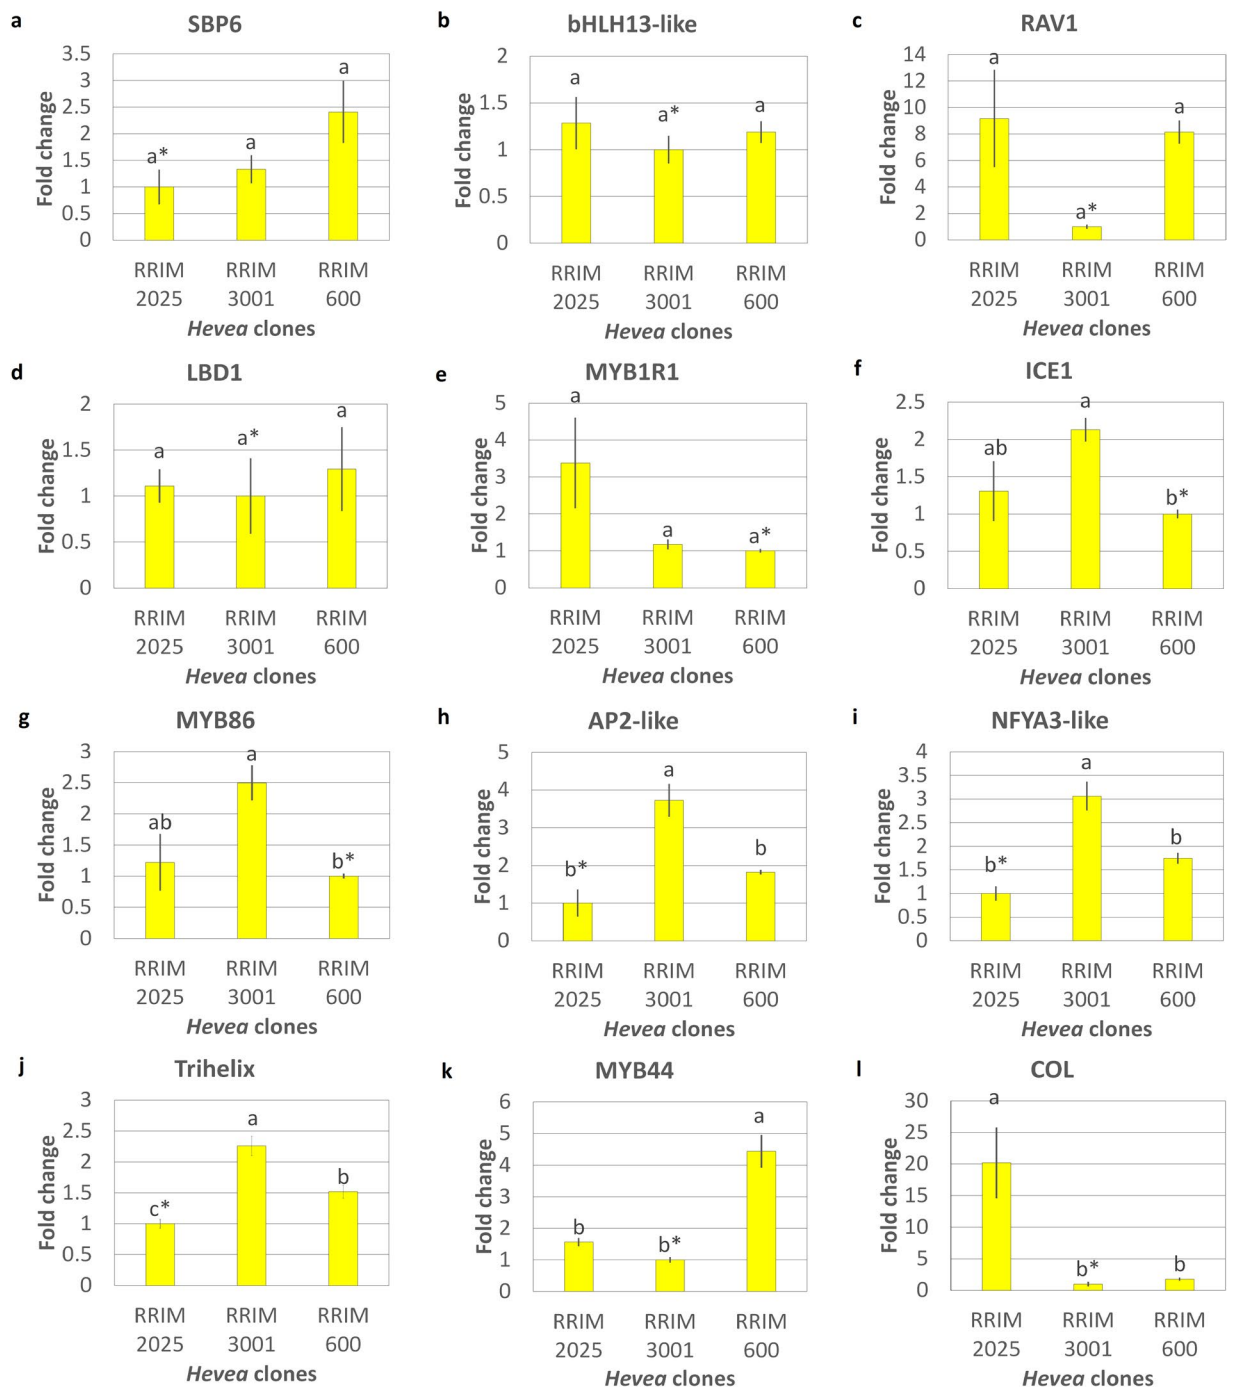 a SBP6
3.5
3
2.5
2
1.5
1
0.5
0
Fold change
a* a a
RRIM 2025 RRIM 3001 RRIM 600
Hevea clones
b bHLH13-like
2
1.5
1
0.5
0
Fold change
a a* a
RRIM 2025 RRIM 3001 RRIM 600
Hevea clones
c RAV1
14
12
10
8
6
4
2
0
Fold change
a a* a
RRIM 2025 RRIM 3001 RRIM 600
Hevea clones
d LBD1
2
1.5
1
0.5
0
Fold change
a a* a
RRIM 2025 RRIM 3001 RRIM 600
Hevea clones
e MYB1R1
5
4
3
2
1
0
Fold change
a a a*
RRIM 2025 RRIM 3001 RRIM 600
Hevea clones
f ICE1
2.5
2
1.5
1
0.5
0
Fold change
ab a b*
RRIM 2025 RRIM 3001 RRIM 600
Hevea clones
g MYB86
3
2.5
2
1.5
1
0.5
0
Fold change
ab a b*
RRIM 2025 RRIM 3001 RRIM 600
Hevea clones
h AP2-like
5
4
3
2
1
0
Fold change
b* a b
RRIM 2025 RRIM 3001 RRIM 600
Hevea clones
i NFYA3-like
4
3.5
3
2.5
2
1.5
1
0.5
0
Fold change
b* a b
RRIM 2025 RRIM 3001 RRIM 600
Hevea clones
j Trihelix
3
2.5
2
1.5
1
0.5
0
Fold change
c* a b
RRIM 2025 RRIM 3001 RRIM 600
Hevea clones
k MYB44
6
5
4
3
2
1
0
Fold change
b b* a
RRIM 2025 RRIM 3001 RRIM 600
Hevea clones
l COL
30
25
20
15
10
5
0
Fold change
a b* b
RRIM 2025 RRIM 3001 RRIM 600
Hevea clones